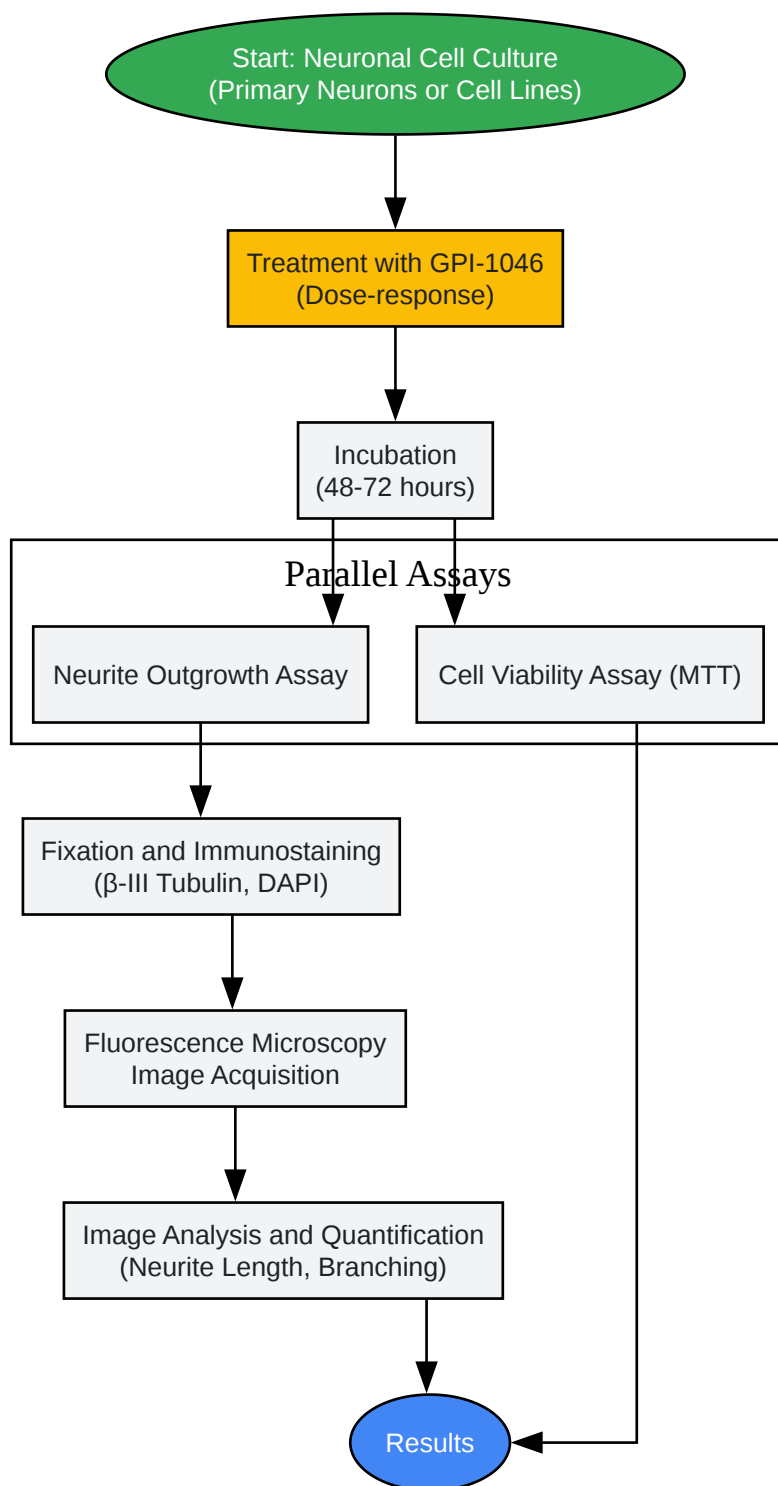 Start: Neuronal Cell Culture
(Primary Neurons or Cell Lines)
Treatment with GPI-1046
(Dose-response)
Incubation
(48-72 hours)
Parallel Assays
Neurite Outgrowth Assay
Cell Viability Assay (MTT)
Fixation and Immunostaining
(β-III Tubulin, DAPI)
Fluorescence Microscopy
Image Acquisition
Image Analysis and Quantification
(Neurite Length, Branching)
Results